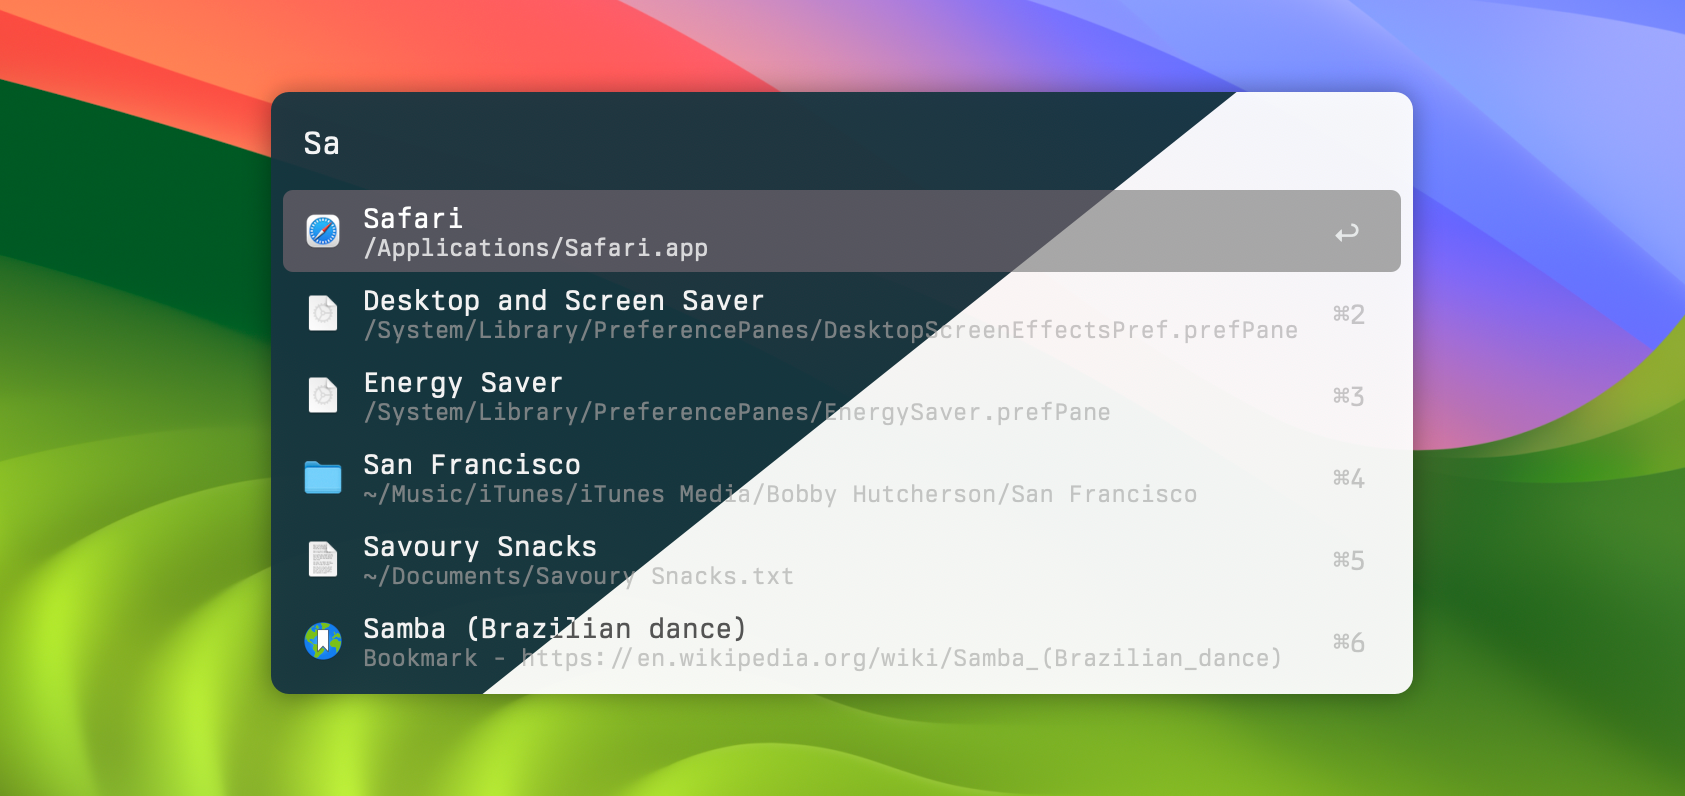 Sa
Safari
/Applications/Safari.app
↩
Desktop and Screen Saver
/System/Library/PreferencePanes/DesktopScreenEffectsPref.prefPane
⌘2
Energy Saver
/System/Library/PreferencePanes/EnergySaver.prefPane
⌘3
San Francisco
~/Music/iTunes/iTunes Media/Bobby Hutcherson/San Francisco
⌘4
Savoury Snacks
~/Documents/Savoury Snacks.txt
⌘5
Samba (Brazilian dance)
Bookmark - https://en.wikipedia.org/wiki/Samba_(Brazilian_dance)
⌘6